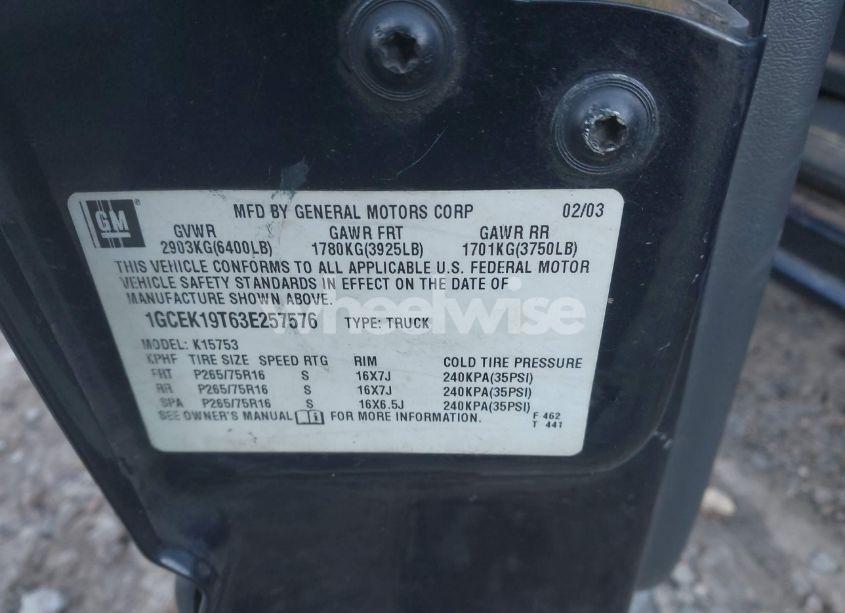 GM ® MFD BY GENERAL MOTORS CORP 02/03
GVWR GAWR FRT GAWR RR
2903KG(6400LB) 1780KG(3925LB) 1701KG(3750LB)
THIS VEHICLE CONFORMS TO ALL APPLICABLE U.S. FEDERAL MOTOR
VEHICLE SAFETY STANDARDS IN EFFECT ON THE DATE OF
MANUFACTURE SHOWN ABOVE.
1GCEK19T63E257576 TYPE: TRUCK
wheelwise
MODEL: K15753
KPHF TIRE SIZE SPEED RTG RIM COLD TIRE PRESSURE
FRT P265/75R16 S 16X7J 240KPA(35PSI)
RR P265/75R16 S 16X7J 240KPA(35PSI)
SPA P265/75R16 S 16X6.5J 240KPA(35PSI)
SEE OWNER'S MANUAL FOR MORE INFORMATION. F 462
T 441